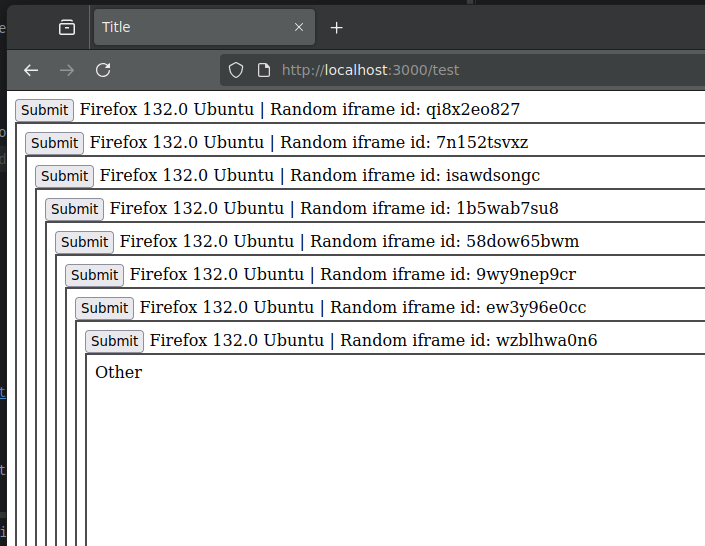 Title
http://localhost:3000/test
Submit Firefox 132.0 Ubuntu | Random iframe id: qi8x2eo827
Submit Firefox 132.0 Ubuntu | Random iframe id: 7n152tsvxz
Submit Firefox 132.0 Ubuntu | Random iframe id: isawdsongc
Submit Firefox 132.0 Ubuntu | Random iframe id: 1b5wab7su8
Submit Firefox 132.0 Ubuntu | Random iframe id: 58dow65bwm
Submit Firefox 132.0 Ubuntu | Random iframe id: 9wy9nep9cr
Submit Firefox 132.0 Ubuntu | Random iframe id: ew3y96e0cc
Submit Firefox 132.0 Ubuntu | Random iframe id: wzblhwa0n6
Other